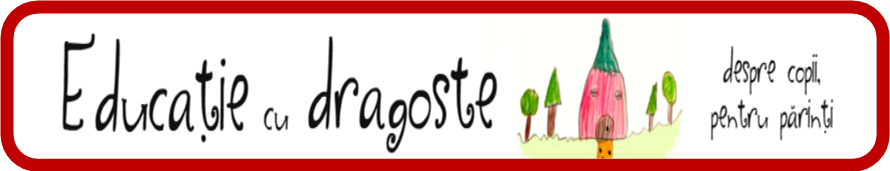 Educație cu dragoste
despre copii,
pentru părinți